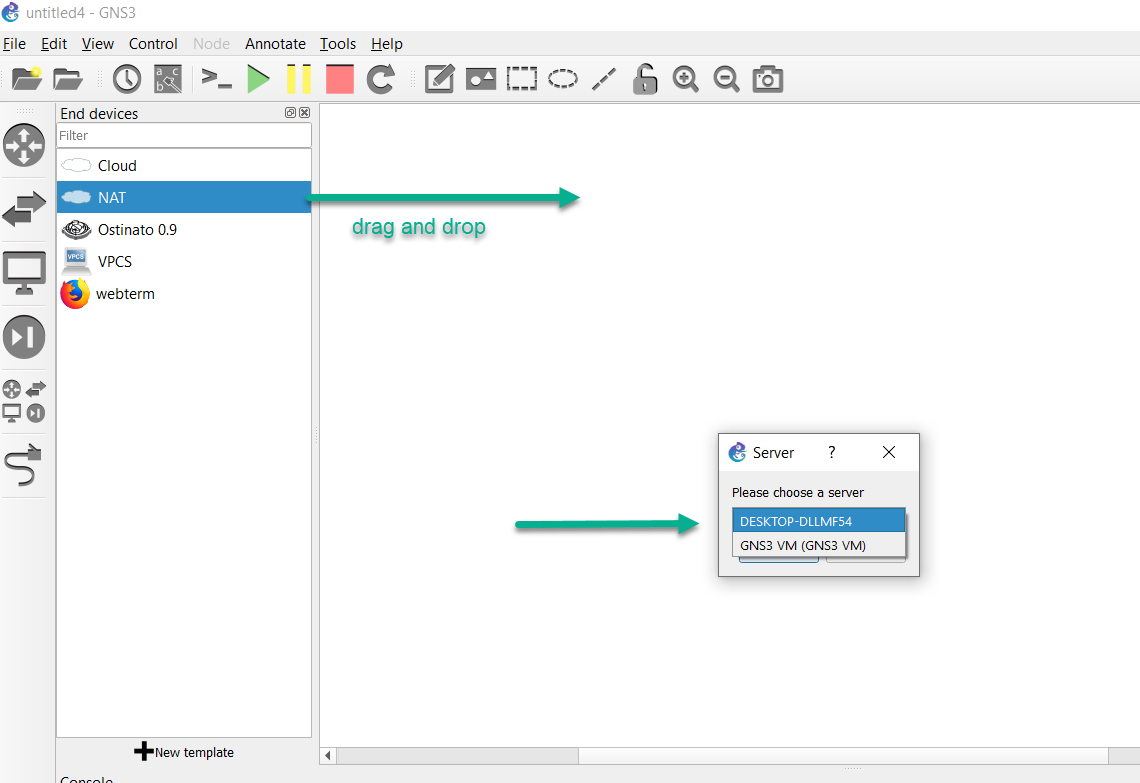 untitled4 - GNS3
File Edit View Control Node Annotate Tools Help
End devices
Filter
Cloud
NAT
Ostinato 0.9
VPCS
VPCS
webterm
New template
Console
drag and drop
Server ?
Please choose a server
DESKTOP-DLLMF54
GNS3 VM (GNS3 VM)